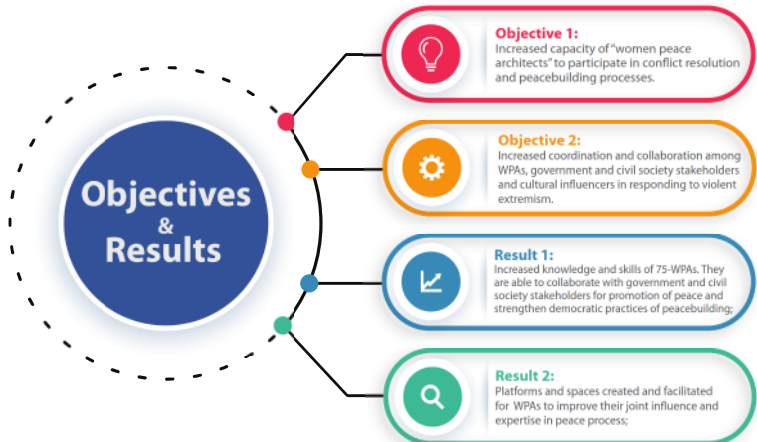 Objectives
&
Results
Objective 1:
Increased capacity of "women peace
architects" to participate in conflict resolution
and peacebuilding processes.
Objective 2:
Increased coordination and collaboration among
WPAs, government and civil society stakeholders
and cultural influencers in responding to violent
extremism.
Result 1:
Increased knowledge and skills of 75-WPAs. They
are able to collaborate with government and civil
society stakeholders for promotion of peace and
strengthen democratic practices of peacebuilding;
Result 2:
Platforms and spaces created and facilitated
for WPAs to improve their joint influence and
expertise in peace process;